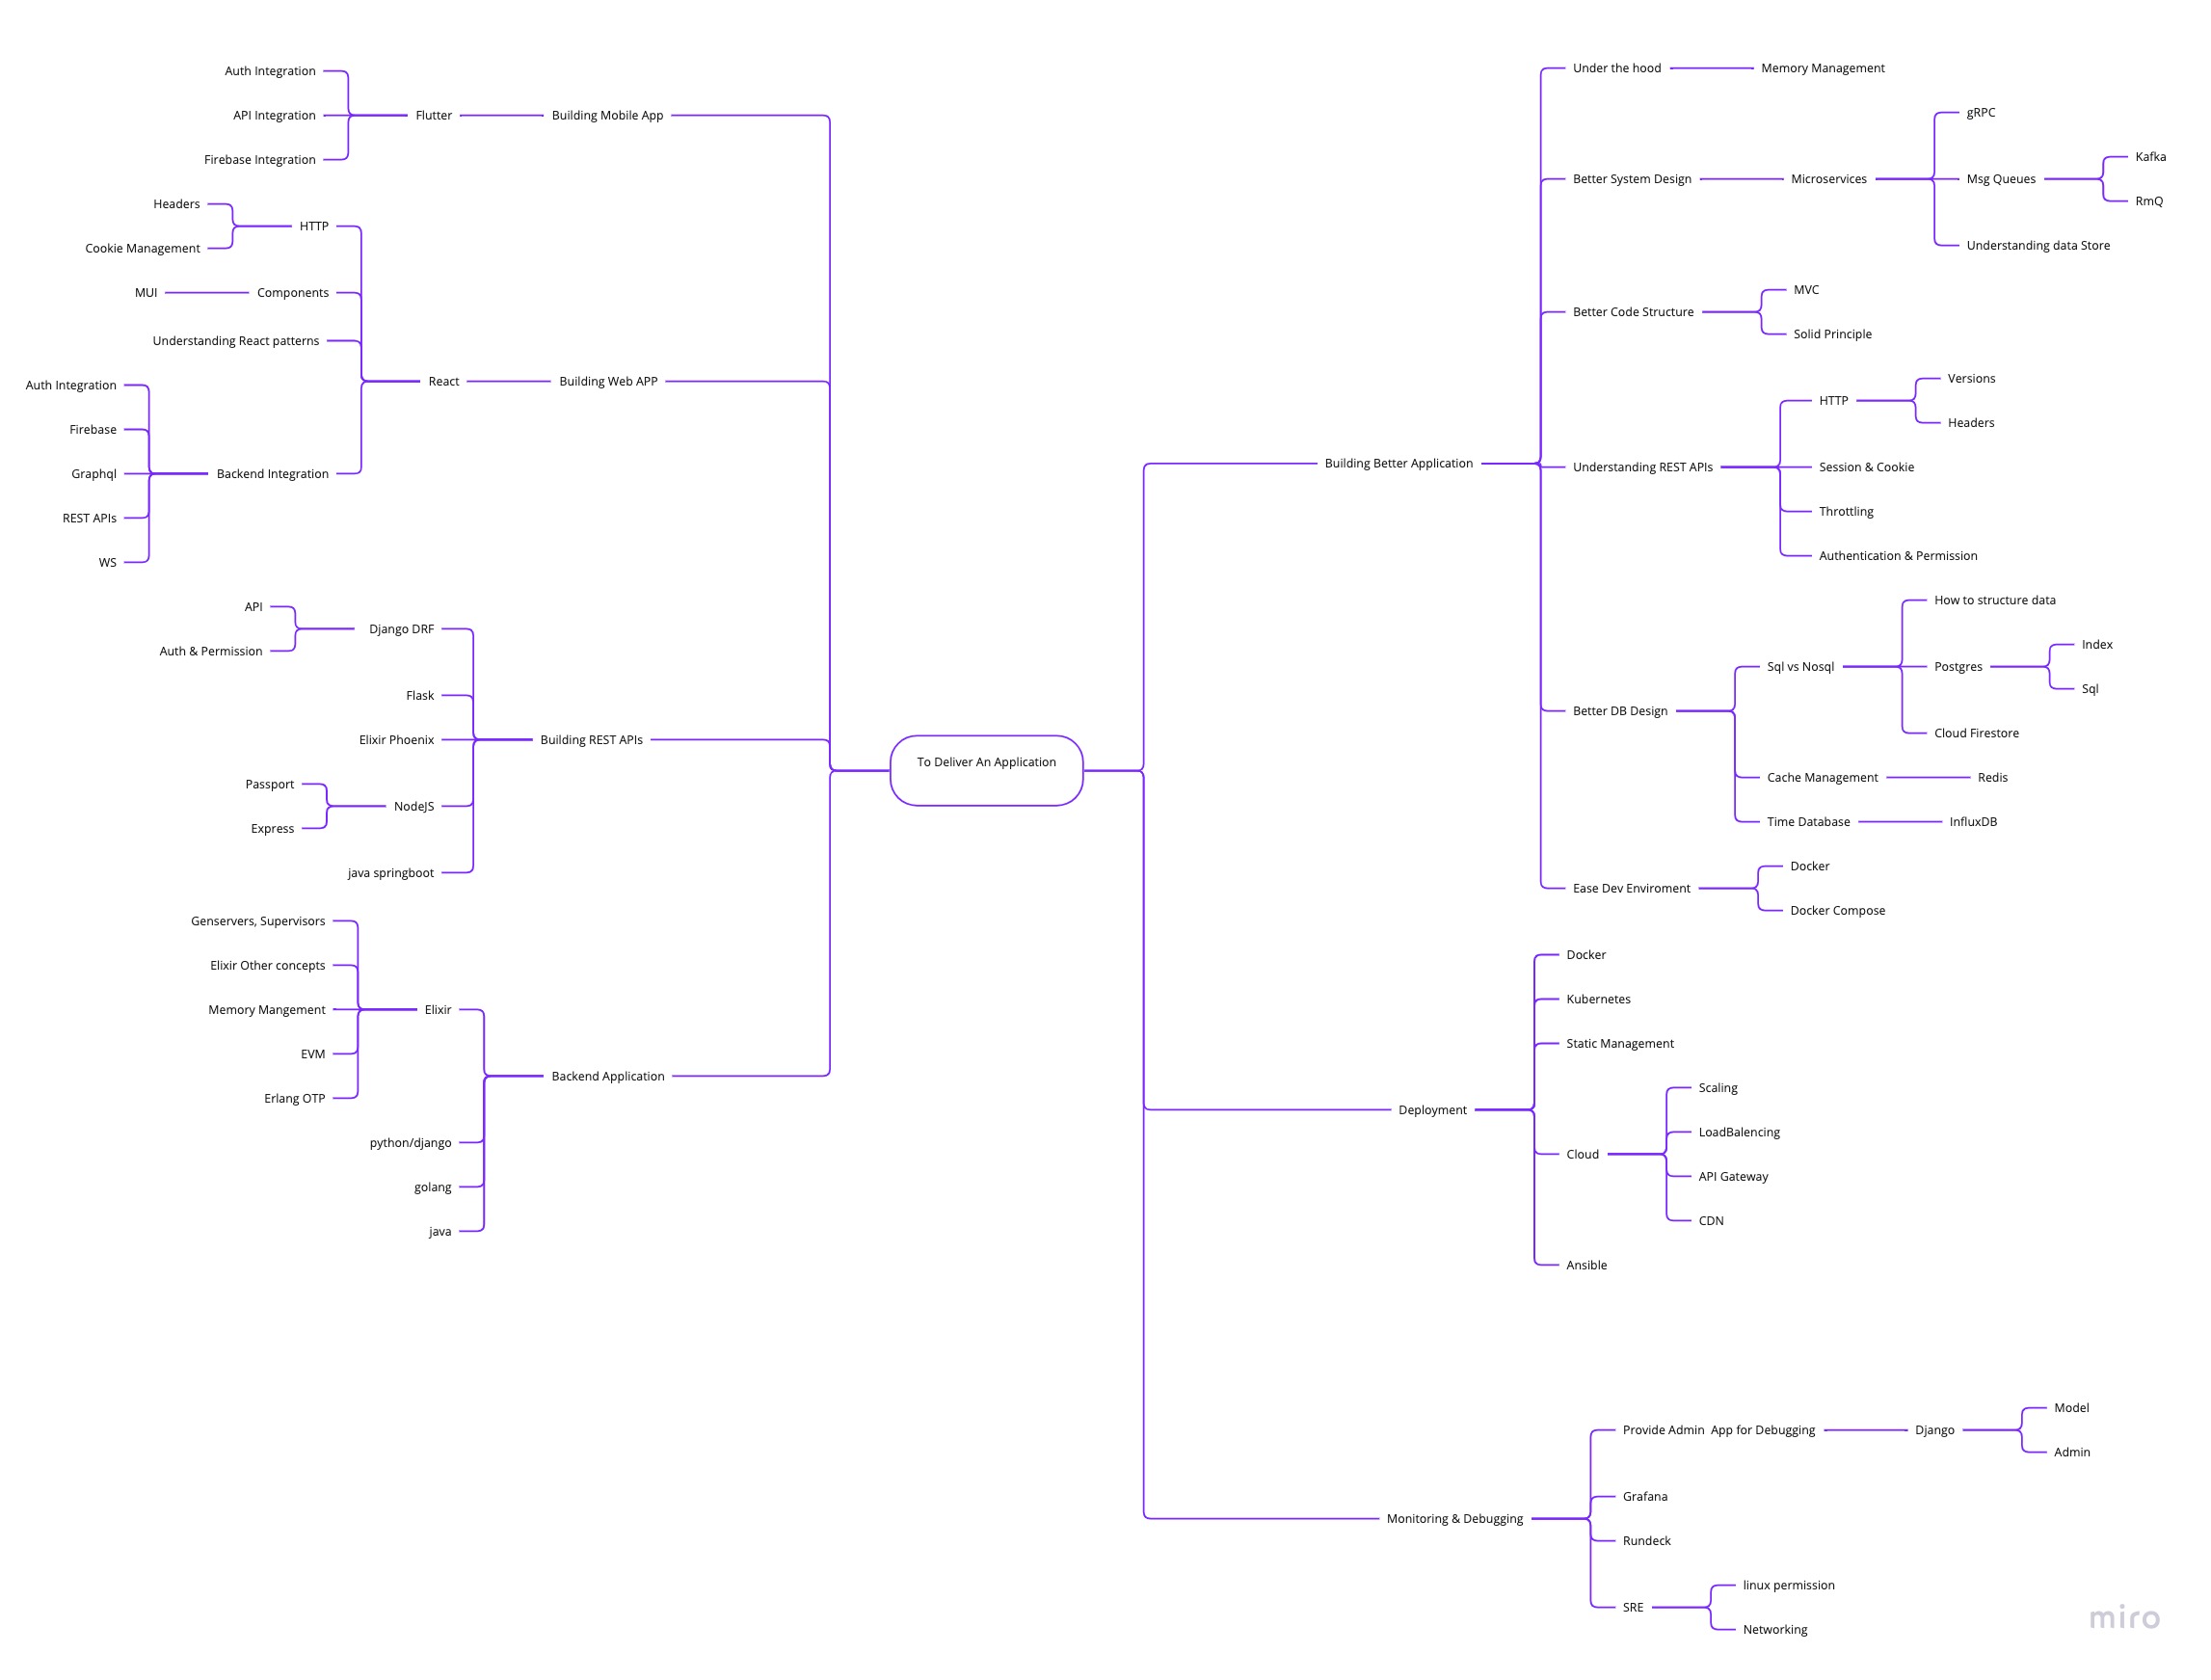 Auth Integration
API Integration
Flutter
Building Mobile App
Firebase Integration
Headers
HTTP
Cookie Management
MUI
Components
Understanding React patterns
React
Building Web APP
Auth Integration
Firebase
Graphql
Backend Integration
REST APIs
WS
API
Django DRF
Auth & Permission
Flask
Elixir Phoenix
Building REST APIs
Passport
NodeJS
Express
java springboot
Genservers, Supervisors
Elixir Other concepts
Memory Mangement
Elixir
EVM
Erlang OTP
Backend Application
python/django
golang
java
To Deliver An Application
Under the hood
Memory Management
gRPC
Better System Design
Microservices
Msg Queues
Kafka
RmQ
Understanding data Store
Better Code Structure
MVC
Solid Principle
Building Better Application
Understanding REST APIs
HTTP
Versions
Headers
Session & Cookie
Throttling
Authentication & Permission
Better DB Design
Sql vs Nosql
How to structure data
Postgres
Index
Sql
Cloud Firestore
Cache Management
Redis
Time Database
InfluxDB
Ease Dev Enviroment
Docker
Docker Compose
Deployment
Docker
Kubernetes
Static Management
Cloud
Scaling
LoadBalencing
API Gateway
CDN
Ansible
Monitoring & Debugging
Provide Admin  App for Debugging
Django
Model
Admin
Grafana
Rundeck
SRE
linux permission
Networking
miro